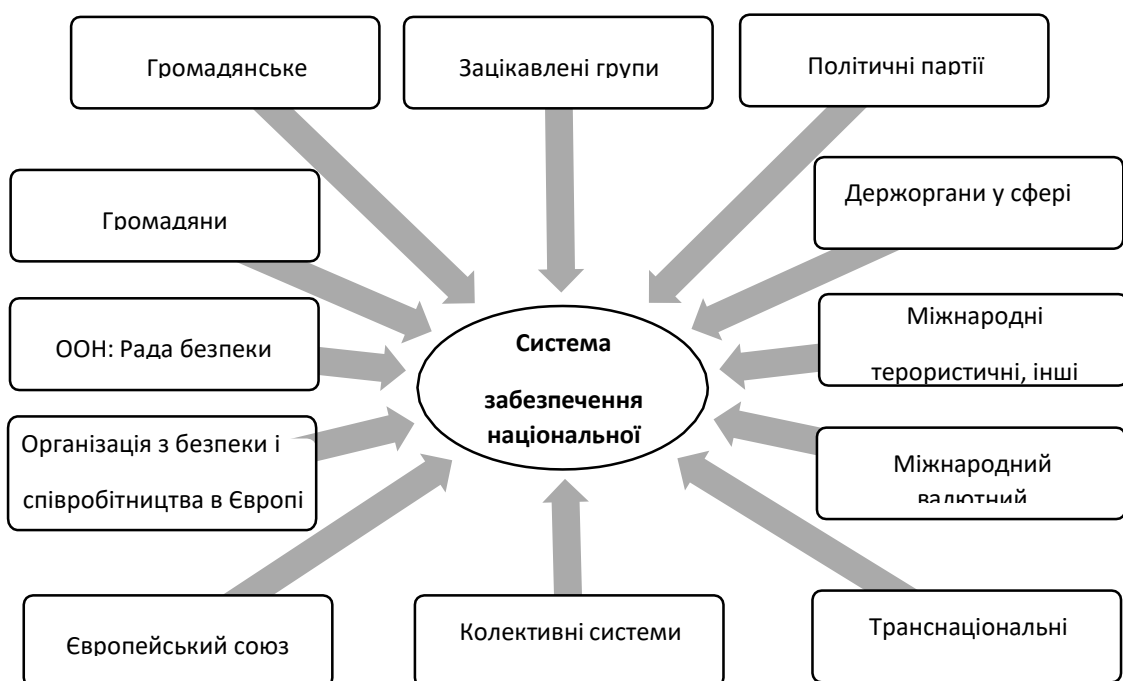 Громадянське
Зацікавлені групи
Політичні партії
Громадяни
Держоргани у сфері
ООН: Рада безпеки
Система
забезпечення
національної
Міжнародні
терористичні, інші
Організація з безпеки і
співробітництва в Європі
Міжнародний
валютний
Європейський союз
Колективні системи
Транснаціональні